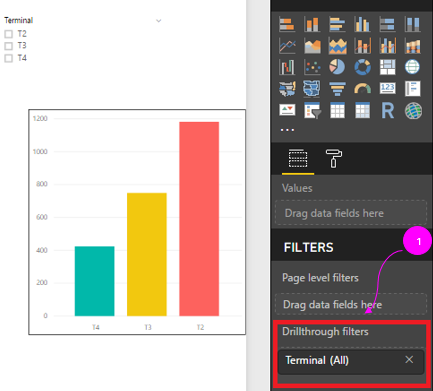 Terminal
T2
T3
T4
1200
1000
800
600
400
200
0
T4 T3 T2
123
R
...
Values
Drag data fields here
FILTERS
1
Page level filters
Drag data fields here
Drillthrough filters
Terminal (All)